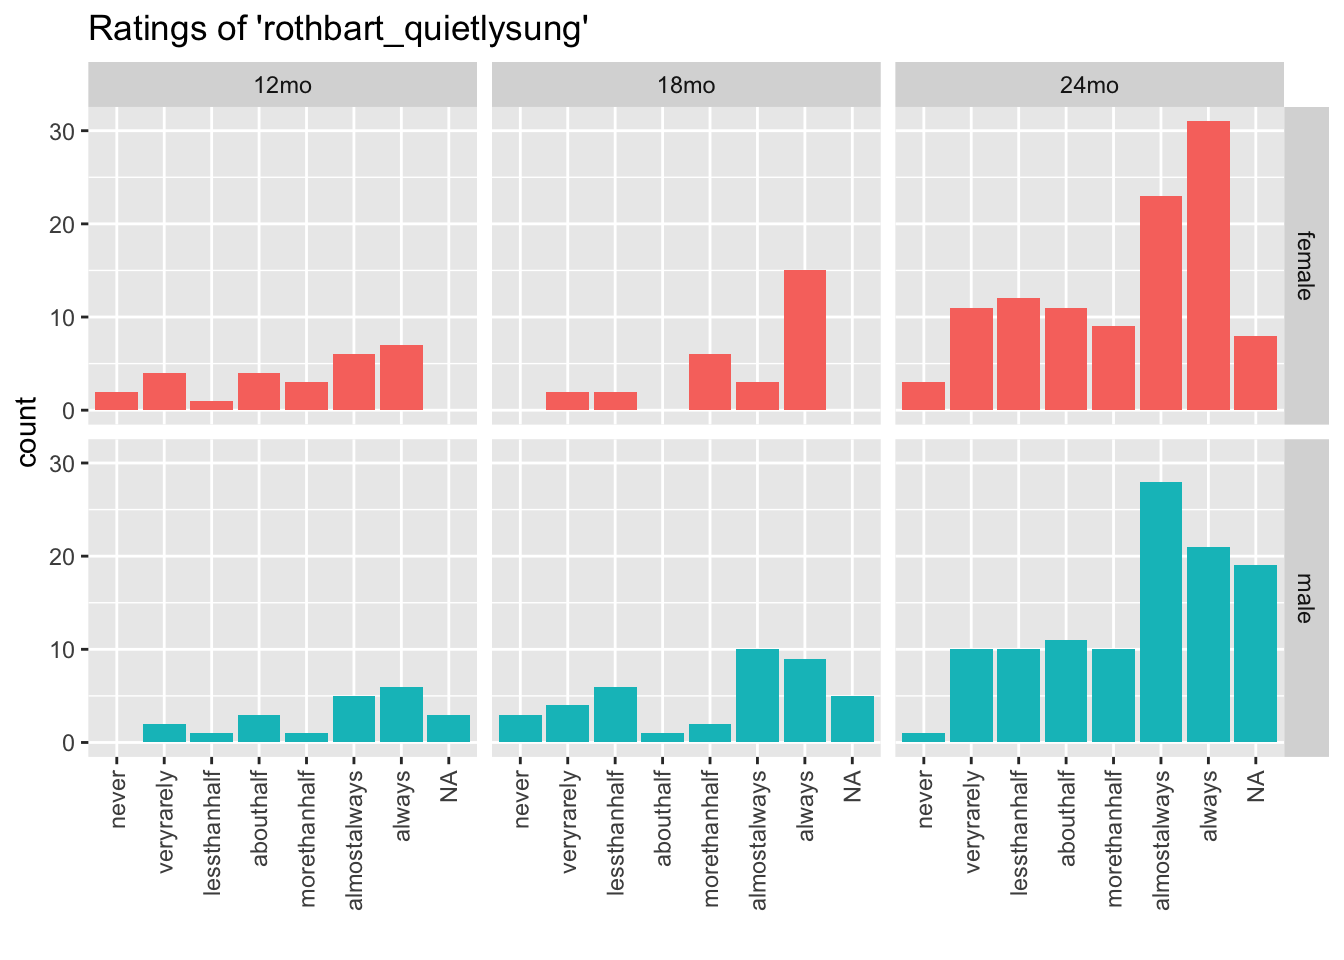 Ratings of 'rothbart_quietlysung'
12mo 18mo 24mo
30
20
10
0
female
count
30
20
10
0
male
never veryrarely lessthanhalf abouthalf morethanhalf almostalways always NA never veryrarely lessthanhalf abouthalf morethanhalf almostalways always NA never veryrarely lessthanhalf abouthalf morethanhalf almostalways always NA